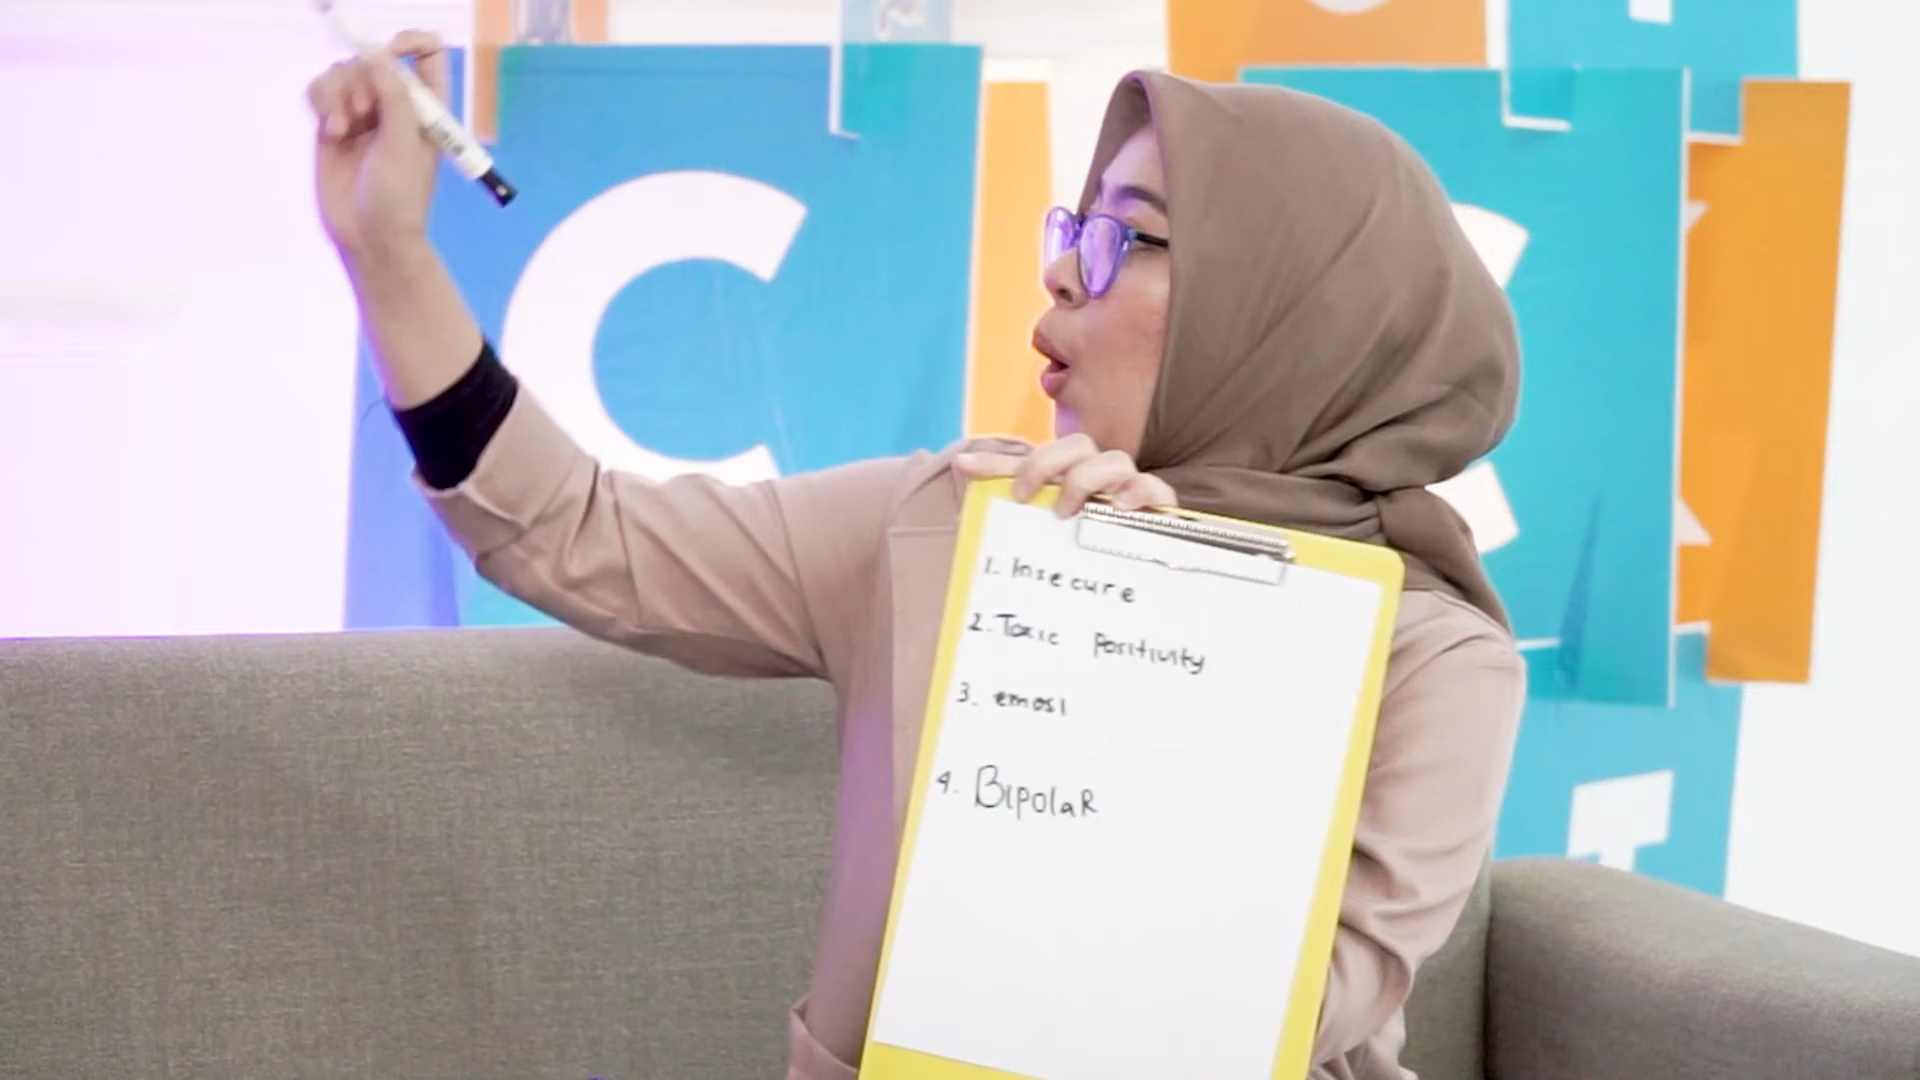 C
1. Insecure
2. Toxic Positivity
3. emosi
4. BipolaR